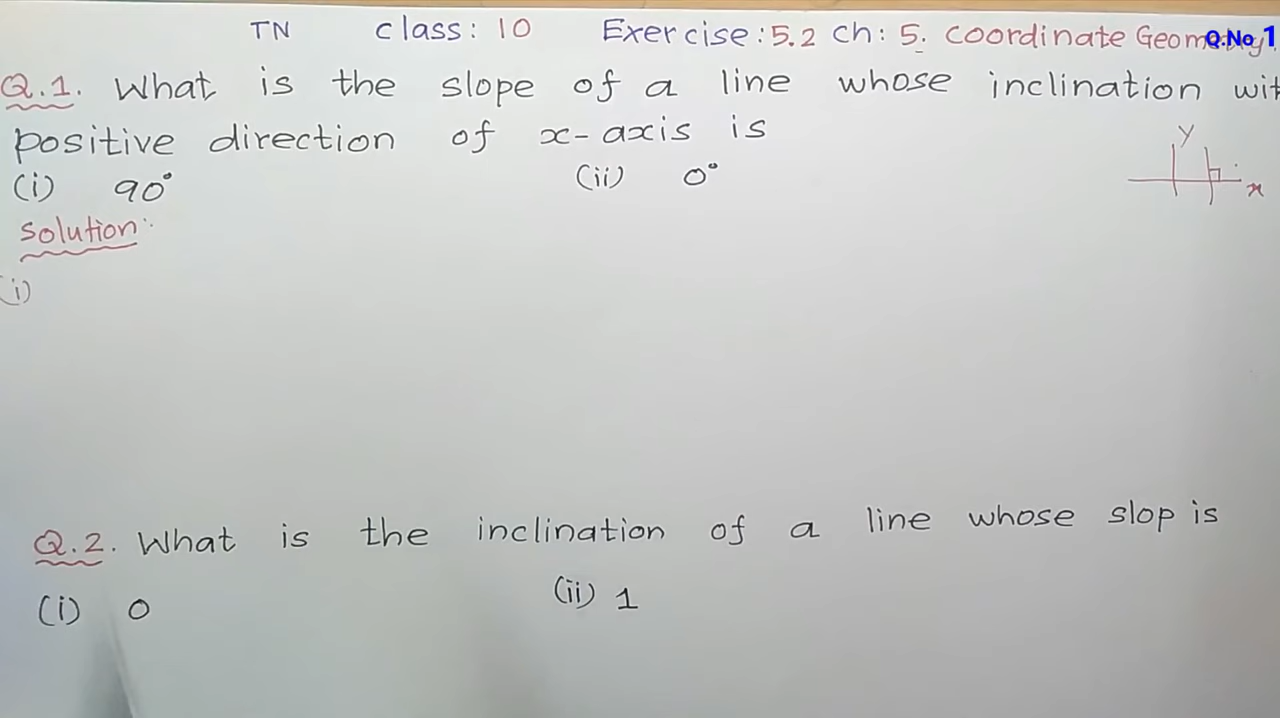 TN class: 10 Exercise: 5.2 ch: 5. Coordinate
Q.No 1
Q.1. What is the slope of a line whose inclination
positive direction of x-axis is
(i) 90° (ii) 0°
y
x
Solution:
(i)
Q.2. What is the inclination of a line whose slop is
(i) 0 (ii) 1